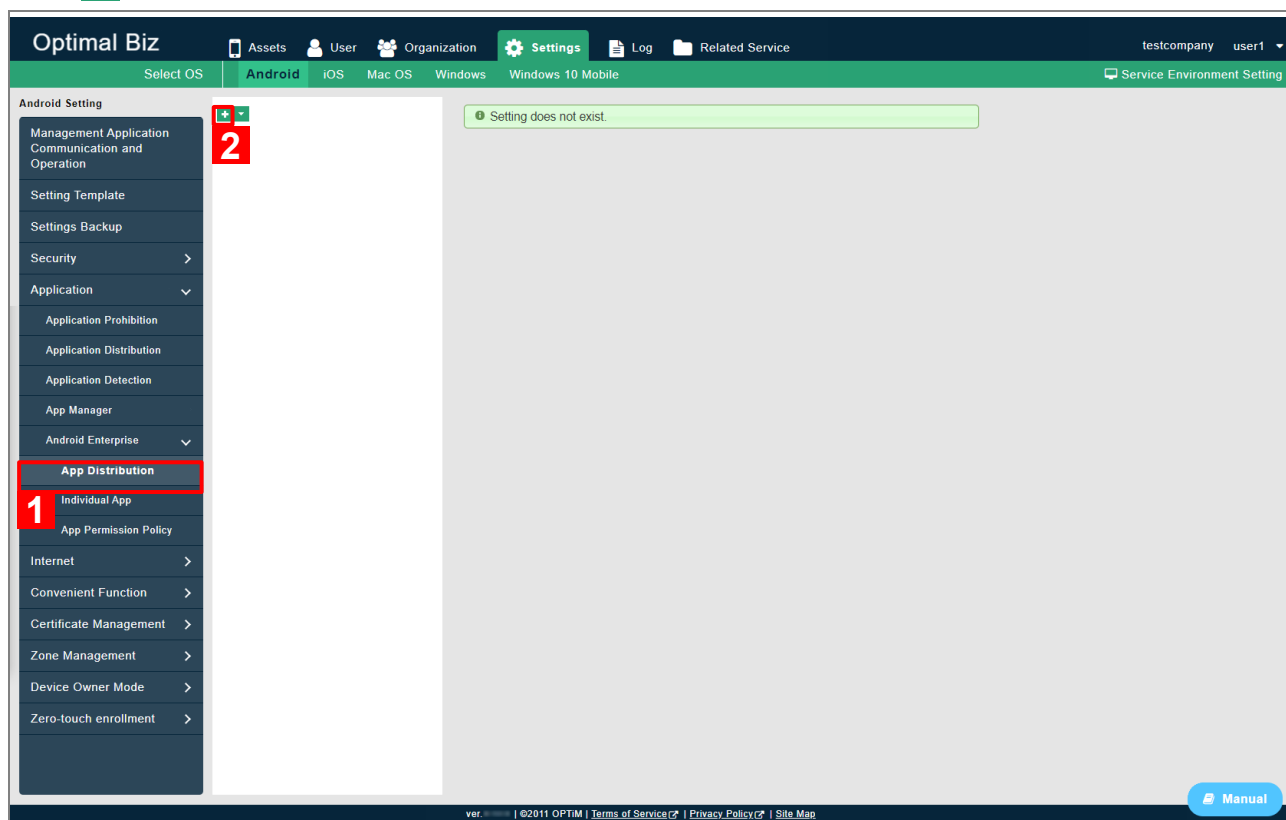 Optimal Biz
Assets User Organization Settings Log Related Service
testcompany user1
Select OS Android iOS Mac OS Windows Windows 10 Mobile
Service Environment Setting
Android Setting
Management Application
Communication and
Operation
Setting Template
Settings Backup
Security
Application
Application Prohibition
Application Distribution
Application Detection
App Manager
Android Enterprise
App Distribution
1
Individual App
App Permission Policy
Internet
Convenient Function
Certificate Management
Zone Management
Device Owner Mode
Zero-touch enrollment
2
Setting does not exist.
Manual
ver. | ©2011 OPTiM | Terms of Service | Privacy Policy | Site Map